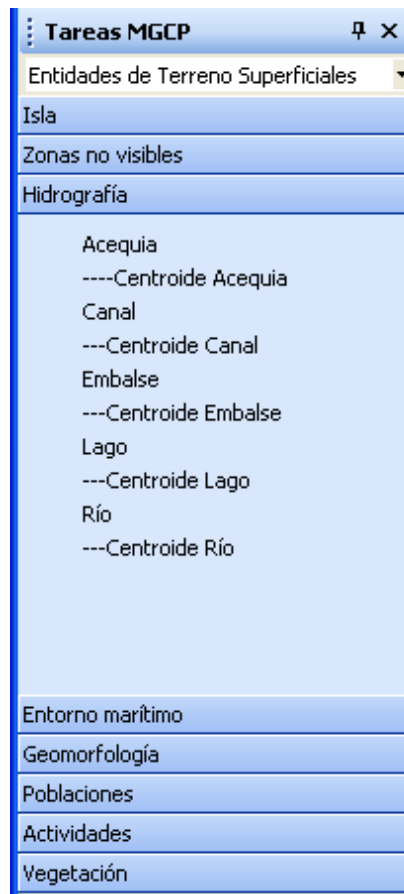 Tareas MGCP
Entidades de Terreno Superficiales
Isla
Zonas no visibles
Hidrografía
Acequia
----Centroide Acequia
Canal
---Centroide Canal
Embalse
---Centroide Embalse
Lago
---Centroide Lago
Río
---Centroide Río
Entorno marítimo
Geomorfología
Poblaciones
Actividades
Vegetación